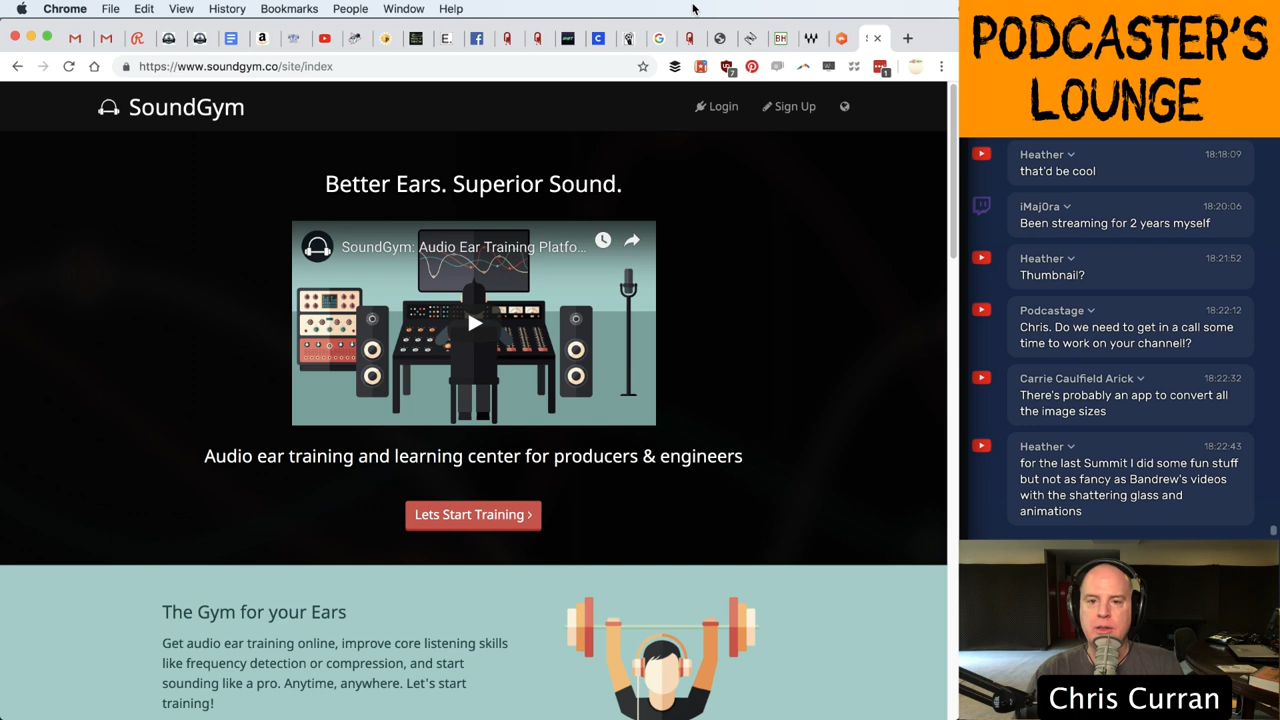 Chrome File Edit View History Bookmarks People Window Help
https://www.soundgym.co/site/index
SoundGym
Login
Sign Up
Better Ears. Superior Sound.
SoundGym: Audio Ear Training Platfo...
Audio ear training and learning center for producers & engineers
Lets Start Training >
The Gym for your Ears
Get audio ear training online, improve core listening skills
like frequency detection or compression, and start
sounding like a pro. Anytime, anywhere. Let's start
training!
PODCASTER'S
LOUNGE
Heather 18:18:09
that'd be cool
iMaj0ra 18:20:06
Been streaming for 2 years myself
Heather 18:21:52
Thumbnail?
Podcastage 18:22:12
Chris. Do we need to get in a call some
time to work on your channel!?
Carrie Caulfield Arick 18:22:32
There's probably an app to convert all
the image sizes
Heather 18:22:43
for the last Summit I did some fun stuff
but not as fancy as Bandrew's videos
with the shattering glass and
animations
Chris Curran